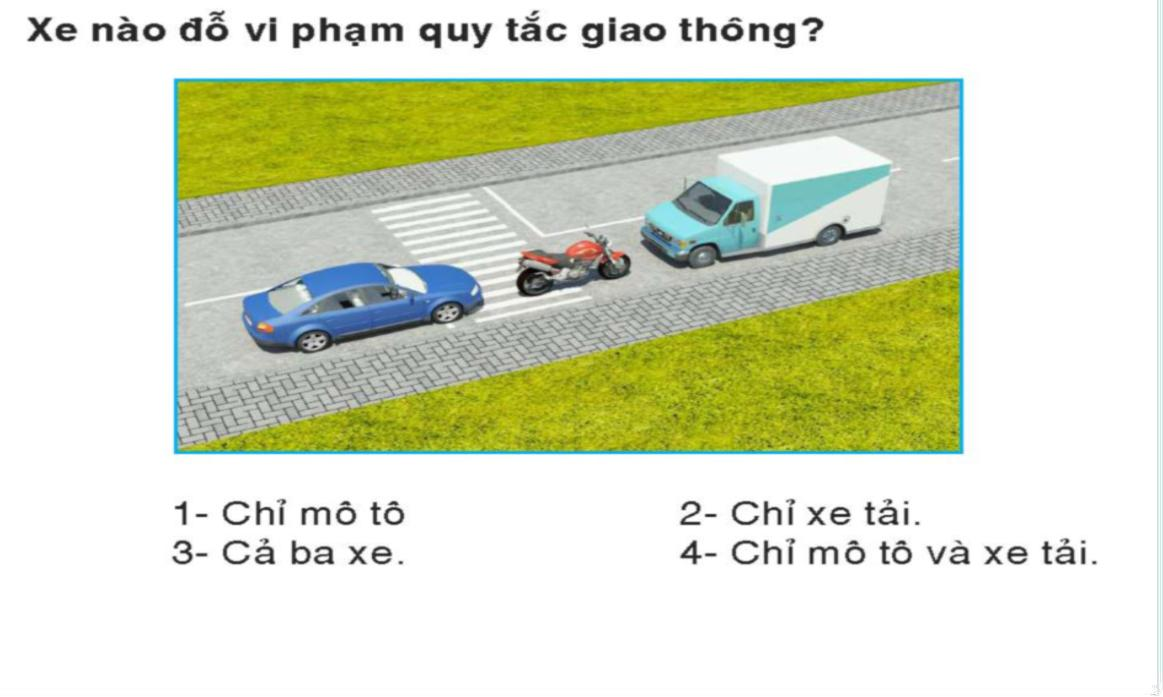 Xe nào đỗ vi phạm quy tắc giao thông?
1- Chỉ mô tô
2- Chỉ xe tải.
3- Cả ba xe.
4- Chỉ mô tô và xe tải.